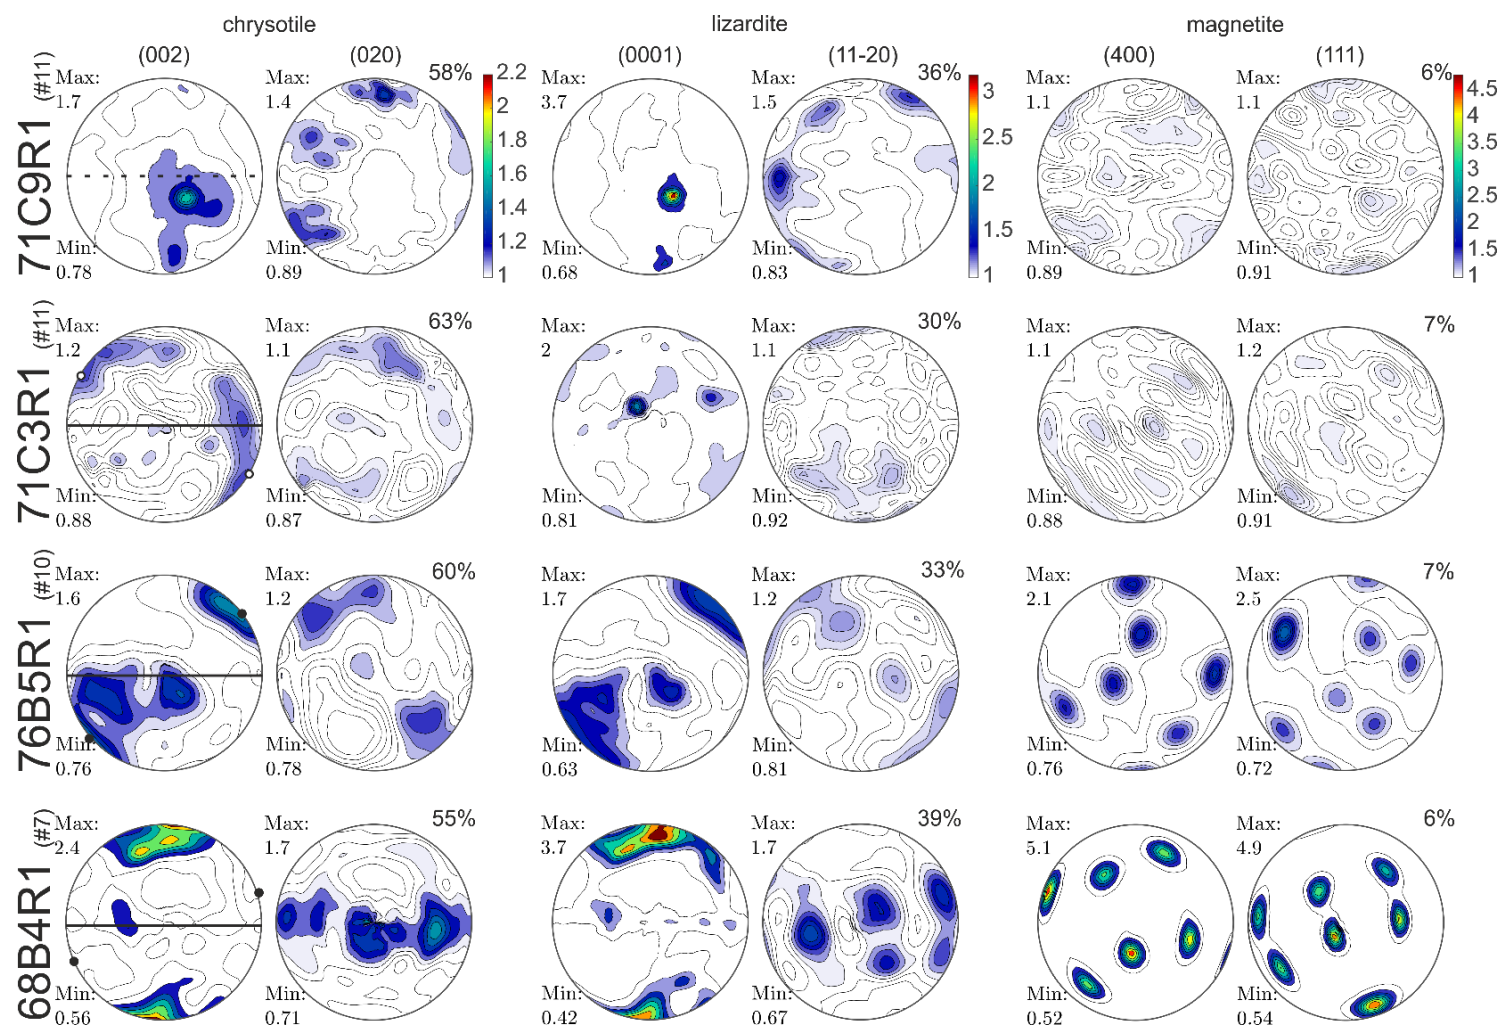 chrysotile lizardite magnetite
(002) (020) (0001) (11-20) (400) (111)
71C9R1 (#11)
Max: 1.7
Min: 0.78
Max: 1.4
Min: 0.89
58%
2.2
2
1.8
1.6
1.4
1.2
1
Max: 3.7
Min: 0.68
Max: 1.5
Min: 0.83
36%
3
2.5
2
1.5
1
Max: 1.1
Min: 0.89
Max: 1.1
Min: 0.91
6%
4.5
4
3.5
3
2.5
2
1.5
1
71C3R1 (#11)
Max: 1.2
Min: 0.88
Max: 1.1
Min: 0.87
63%
Max: 2
Min: 0.81
Max: 1.1
Min: 0.92
30%
Max: 1.1
Min: 0.88
Max: 1.2
Min: 0.91
7%
76B5R1 (#10)
Max: 1.6
Min: 0.76
Max: 1.2
Min: 0.78
60%
Max: 1.7
Min: 0.63
Max: 1.2
Min: 0.81
33%
Max: 2.1
Min: 0.76
Max: 2.5
Min: 0.72
7%
68B4R1 (#7)
Max: 2.4
Min: 0.56
Max: 1.7
Min: 0.71
55%
Max: 3.7
Min: 0.42
Max: 1.7
Min: 0.67
39%
Max: 5.1
Min: 0.52
Max: 4.9
Min: 0.54
6%